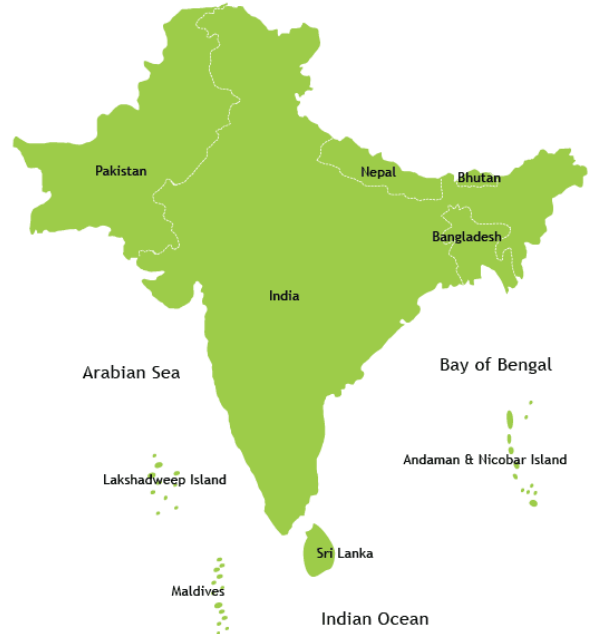 Pakistan
Nepal
Bhutan
Bangladesh
India
Arabian Sea
Bay of Bengal
Andaman & Nicobar Island
Lakshadweep Island
Sri Lanka
Maldives
Indian Ocean